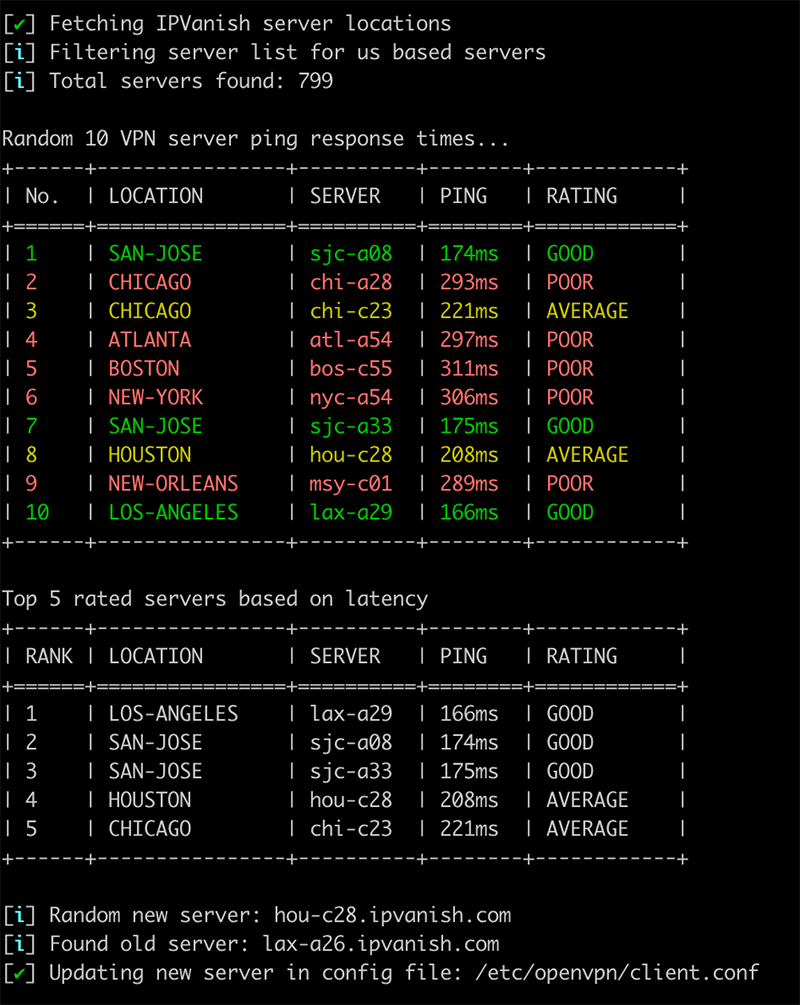 [✔] Fetching IPVanish server locations
[i] Filtering server list for us based servers
[i] Total servers found: 799

Random 10 VPN server ping response times...
+------+----------------+----------+--------+------------+
| No.  | LOCATION       | SERVER   | PING   | RATING     |
+======+================+==========+========+============+
| 1    | SAN-JOSE       | sjc-a08  | 174ms  | GOOD       |
| 2    | CHICAGO        | chi-a28  | 293ms  | POOR       |
| 3    | CHICAGO        | chi-c23  | 221ms  | AVERAGE    |
| 4    | ATLANTA        | atl-a54  | 297ms  | POOR       |
| 5    | BOSTON         | bos-c55  | 311ms  | POOR       |
| 6    | NEW-YORK       | nyc-a54  | 306ms  | POOR       |
| 7    | SAN-JOSE       | sjc-a33  | 175ms  | GOOD       |
| 8    | HOUSTON        | hou-c28  | 208ms  | AVERAGE    |
| 9    | NEW-ORLEANS    | msy-c01  | 289ms  | POOR       |
| 10   | LOS-ANGELES    | lax-a29  | 166ms  | GOOD       |
+------+----------------+----------+--------+------------+

Top 5 rated servers based on latency
+------+----------------+----------+--------+------------+
| RANK | LOCATION       | SERVER   | PING   | RATING     |
+======+================+==========+========+============+
| 1    | LOS-ANGELES    | lax-a29  | 166ms  | GOOD       |
| 2    | SAN-JOSE       | sjc-a08  | 174ms  | GOOD       |
| 3    | SAN-JOSE       | sjc-a33  | 175ms  | GOOD       |
| 4    | HOUSTON        | hou-c28  | 208ms  | AVERAGE    |
| 5    | CHICAGO        | chi-c23  | 221ms  | AVERAGE    |
+------+----------------+----------+--------+------------+

[i] Random new server: hou-c28.ipvanish.com
[i] Found old server: lax-a26.ipvanish.com
[✔] Updating new server in config file: /etc/openvpn/client.conf